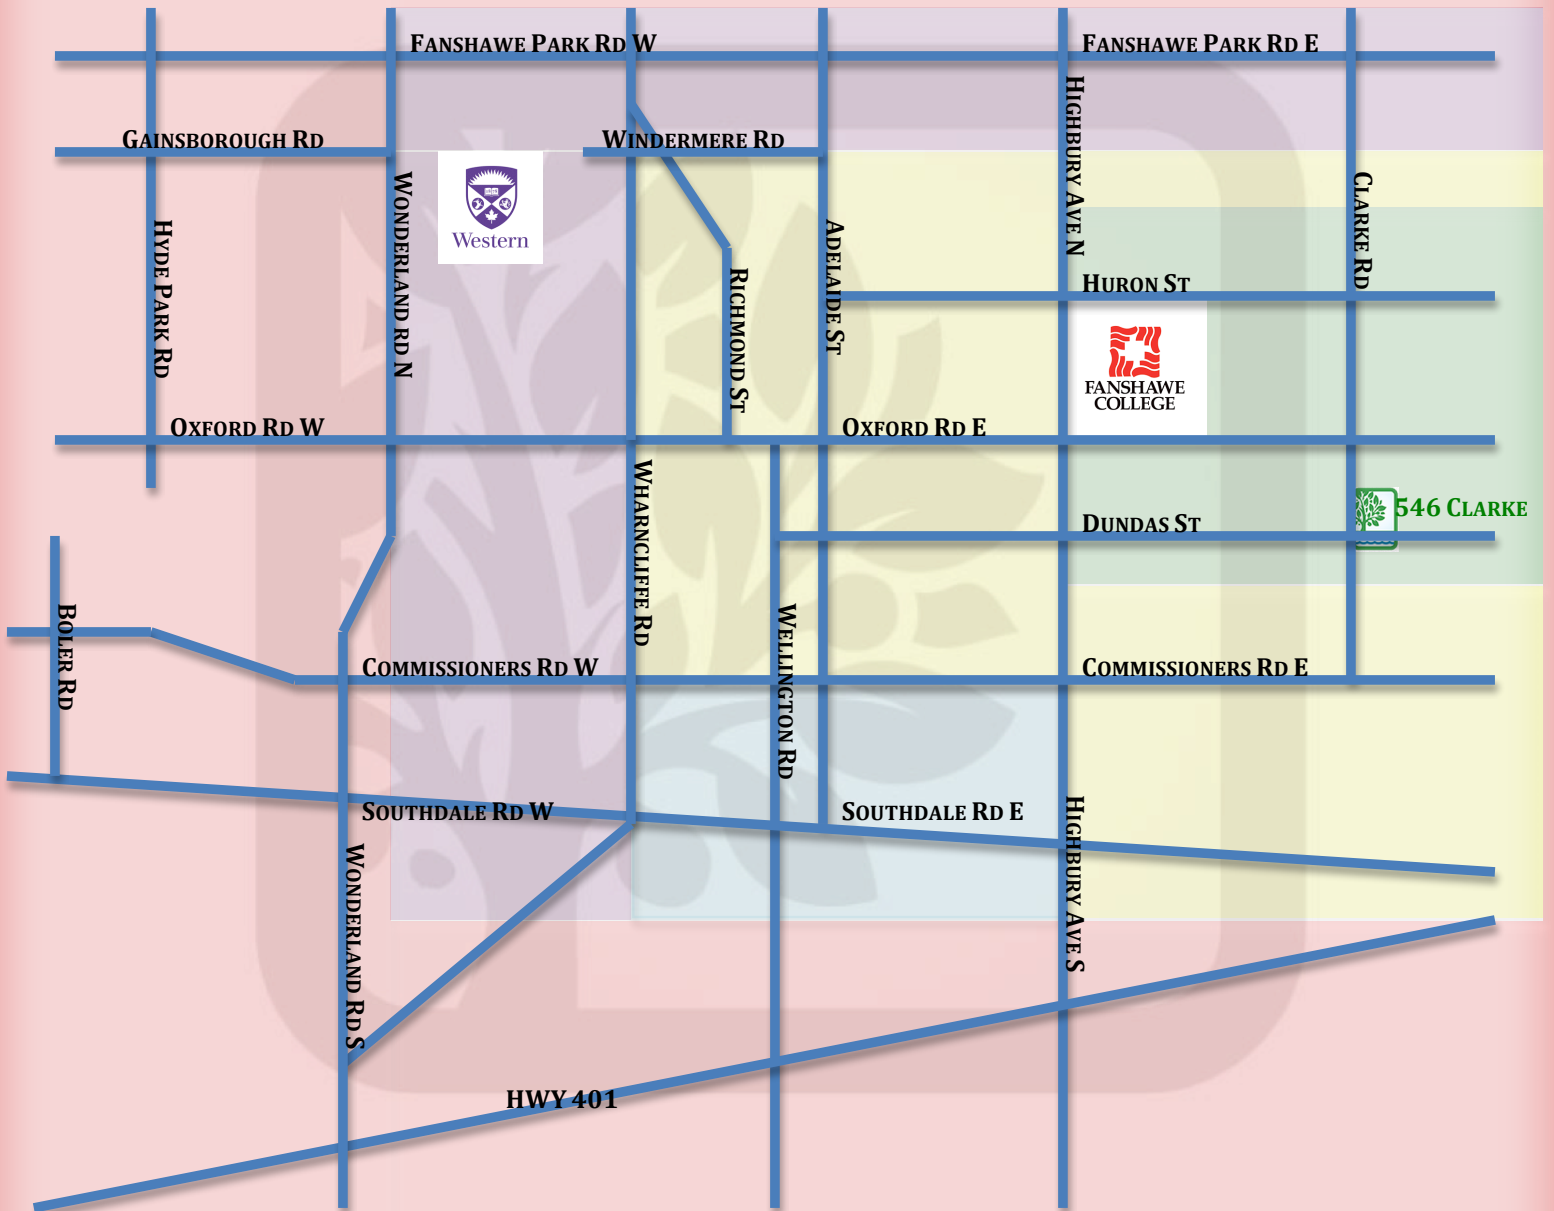 FANSHAWE PARK RD W
FANSHAWE PARK RD E
GAINSBOROUGH RD
WINDERMERE RD
HIGHBURY AVE N
WONDERLAND RD N
Western
CLARKE RD
HYDE PARK RD
ADELAIDE ST
RICHMOND ST
HURON ST
FANSHAWE
COLLEGE
OXFORD RD W
OXFORD RD E
WHARNCLIFFE RD
546 CLARKE
DUNDAS ST
BOLER RD
WELLINGTON RD
COMMISSIONERS RD W
COMMISSIONERS RD E
SOUTHDALE RD W
SOUTHDALE RD E
HIGHBURY AVE S
WONDERLAND RD S
HWY 401